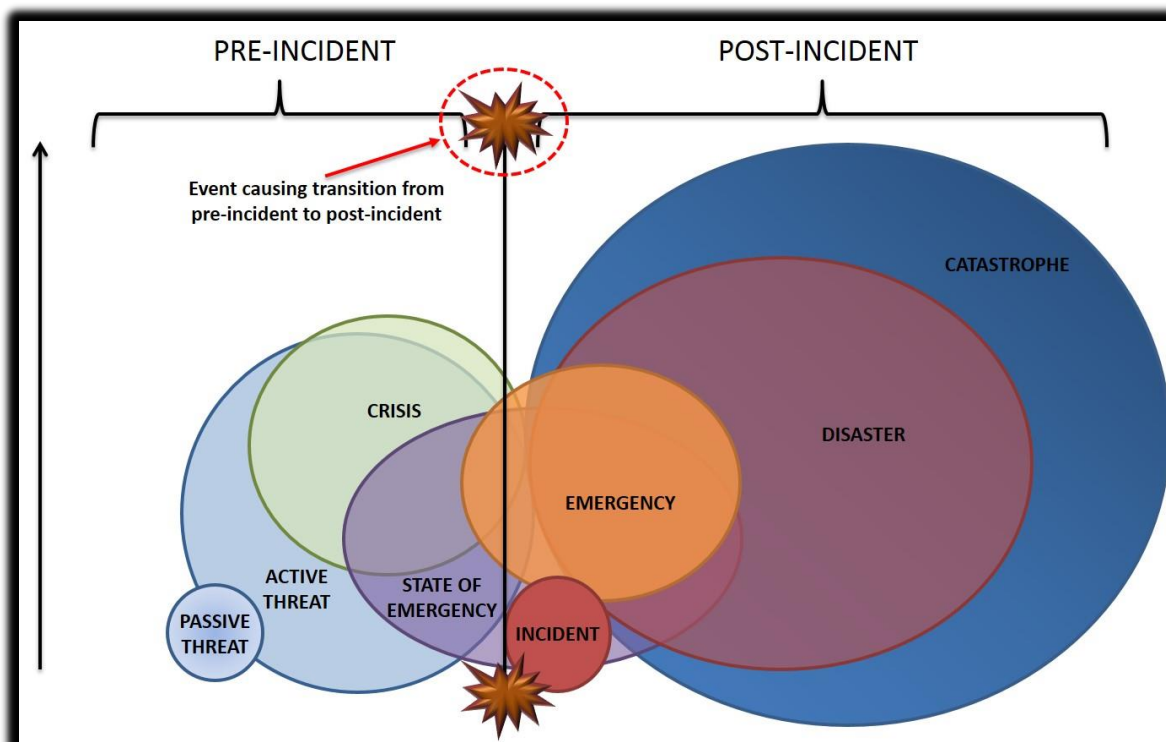 PRE-INCIDENT
POST-INCIDENT
Event causing transition from
pre-incident to post-incident
CATASTROPHE
CRISIS
DISASTER
EMERGENCY
ACTIVE
THREAT
STATE OF
EMERGENCY
PASSIVE
THREAT
INCIDENT